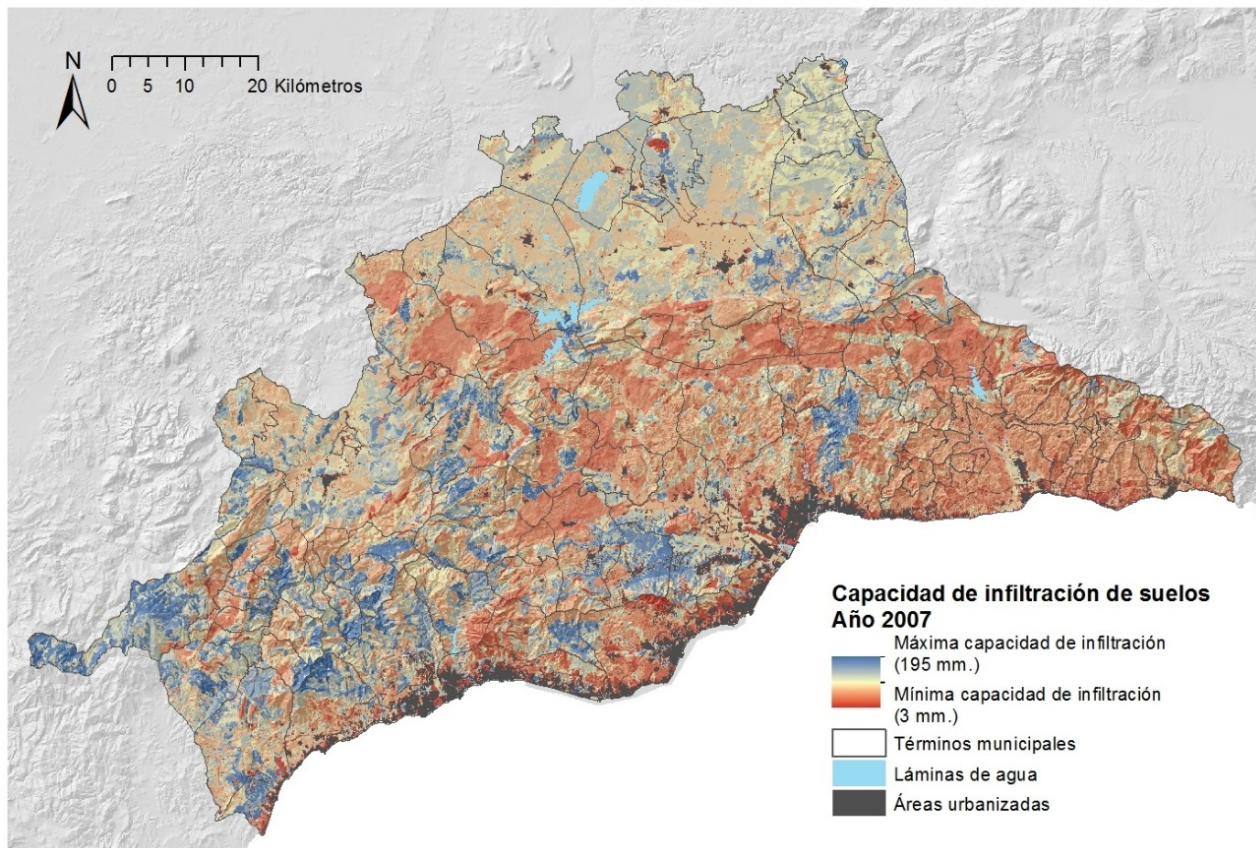 N
0 5 10 20 Kilómetros
Capacidad de infiltración de suelos
Año 2007
Máxima capacidad de infiltración
(195 mm.)
Mínima capacidad de infiltración
(3 mm.)
Términos municipales
Láminas de agua
Áreas urbanizadas